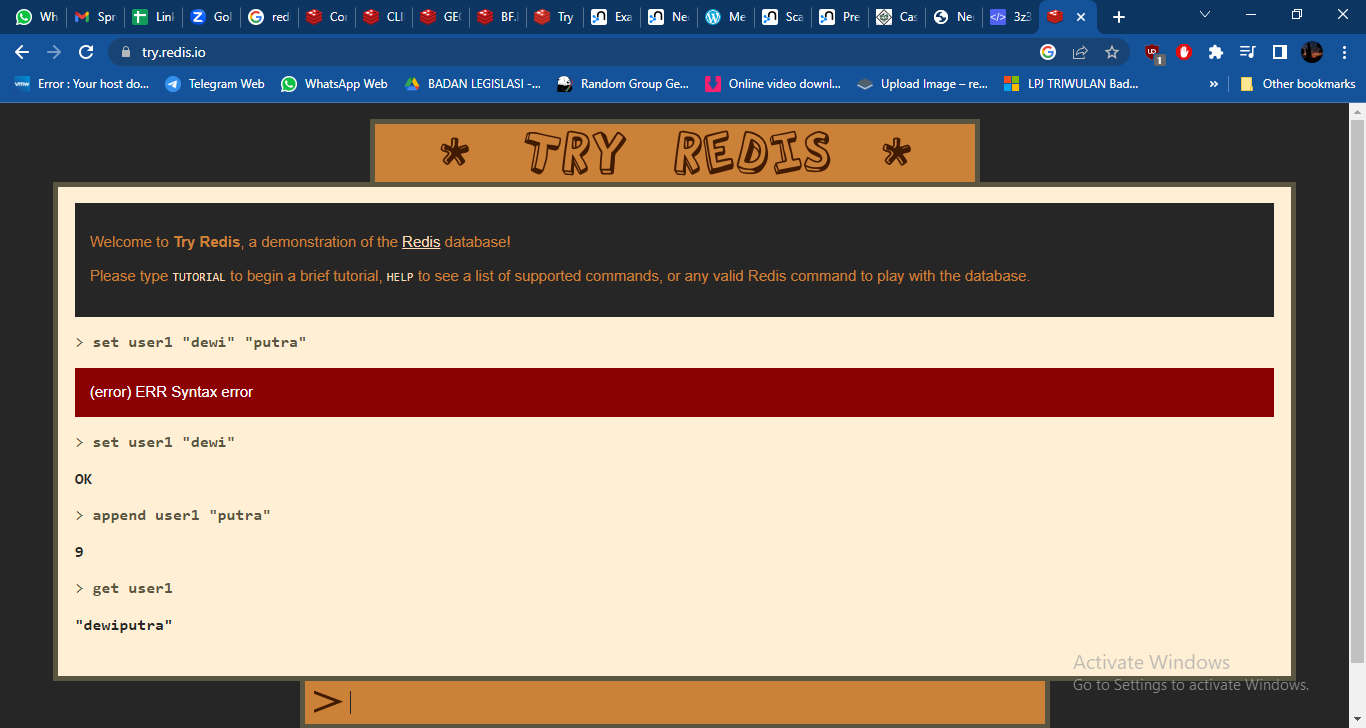 Wh Spr Link Gol red Cor CLI GEO BF. Try Exa Nec Me Sca Pre Cas Nec 3z3
try.redis.io
Error : Your host do... Telegram Web WhatsApp Web BADAN LEGISLASI -... Random Group Ge... Online video downl... Upload Image – re... LPJ TRIWULAN Bad... » Other bookmarks
* TRY REDIS *
Welcome to Try Redis, a demonstration of the Redis database!
Please type TUTORIAL to begin a brief tutorial, HELP to see a list of supported commands, or any valid Redis command to play with the database.
> set user1 "dewi" "putra"
(error) ERR Syntax error
> set user1 "dewi"
OK
> append user1 "putra"
9
> get user1
"dewiputra"
Activate Windows
Go to Settings to activate Windows.
>